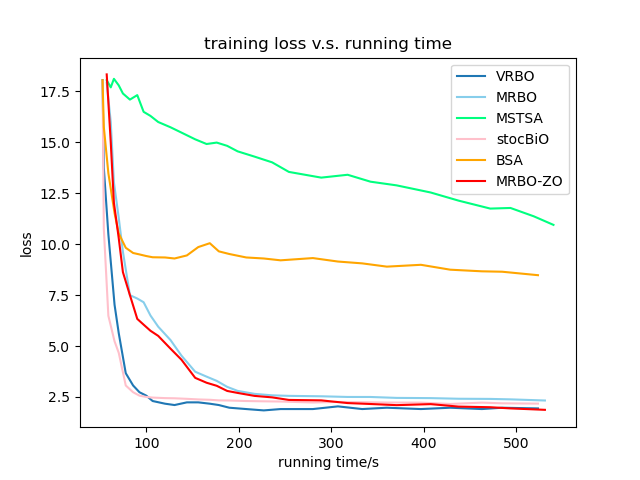 training loss v.s. running time
17.5
15.0
12.5
10.0
7.5
5.0
2.5
loss
VRBO
MRBO
MSTSA
stocBiO
BSA
MRBO-ZO
100 200 300 400 500
running time/s